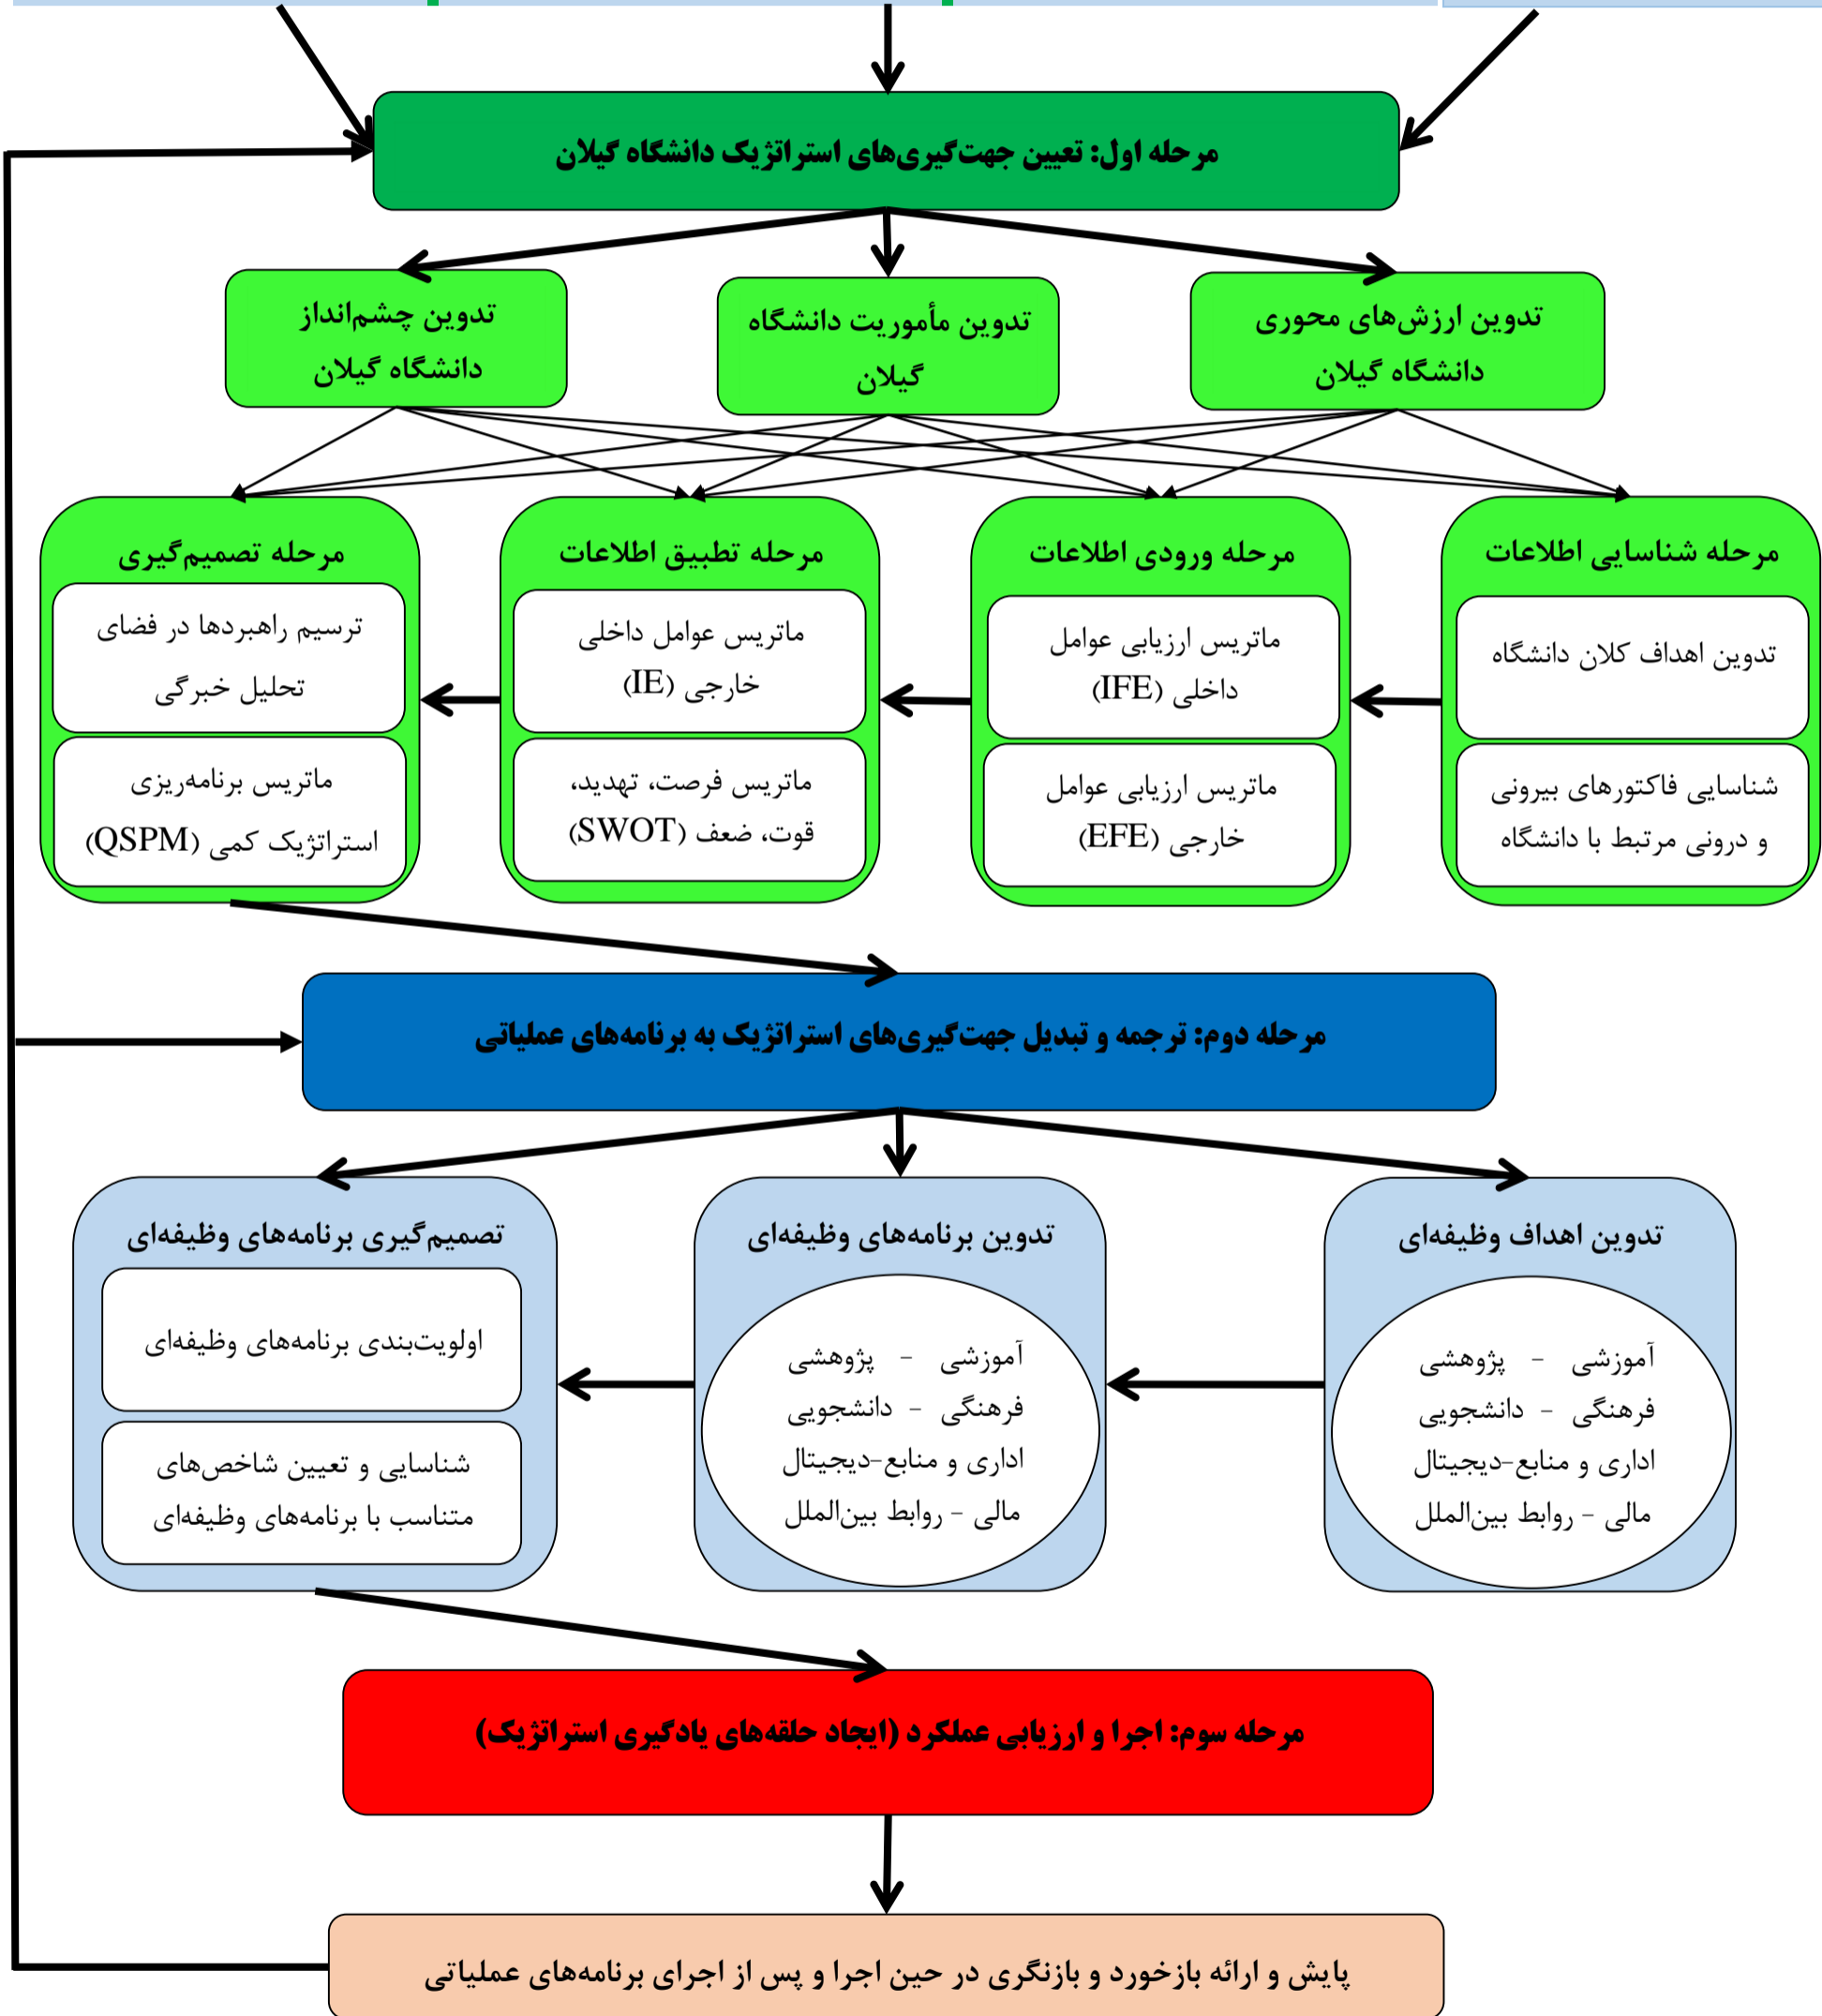 مرحله اول: تعیین جهت‌گیری‌های استراتژیک دانشگاه گیلان
تدوین ارزش‌های محوری
دانشگاه گیلان
تدوین مأموریت دانشگاه
گیلان
تدوین چشم‌انداز
دانشگاه گیلان
مرحله شناسایی اطلاعات
تدوین اهداف کلان دانشگاه
شناسایی فاکتورهای بیرونی
و درونی مرتبط با دانشگاه
مرحله ورودی اطلاعات
ماتریس ارزیابی عوامل
داخلی (IFE)
ماتریس ارزیابی عوامل
خارجی (EFE)
مرحله تطبیق اطلاعات
ماتریس عوامل داخلی
خارجی (IE)
ماتریس فرصت، تهدید،
قوت، ضعف (SWOT)
مرحله تصمیم‌گیری
ترسیم راهبردها در فضای
تحلیل خبرگی
ماتریس برنامه‌ریزی
استراتژیک کمی (QSPM)
مرحله دوم: ترجمه و تبدیل جهت‌گیری‌های استراتژیک به برنامه‌های عملیاتی
تدوین اهداف وظیفه‌ای
آموزشی - پژوهشی
فرهنگی - دانشجویی
اداری و منابع-دیجیتال
مالی - روابط بین‌الملل
تدوین برنامه‌های وظیفه‌ای
آموزشی - پژوهشی
فرهنگی - دانشجویی
اداری و منابع-دیجیتال
مالی - روابط بین‌الملل
تصمیم‌گیری برنامه‌های وظیفه‌ای
اولویت‌بندی برنامه‌های وظیفه‌ای
شناسایی و تعیین شاخص‌های
متناسب با برنامه‌های وظیفه‌ای
مرحله سوم: اجرا و ارزیابی عملکرد (ایجاد حلقه‌های یادگیری استراتژیک)
پایش و ارائه بازخورد و بازنگری در حین اجرا و پس از اجرای برنامه‌های عملیاتی